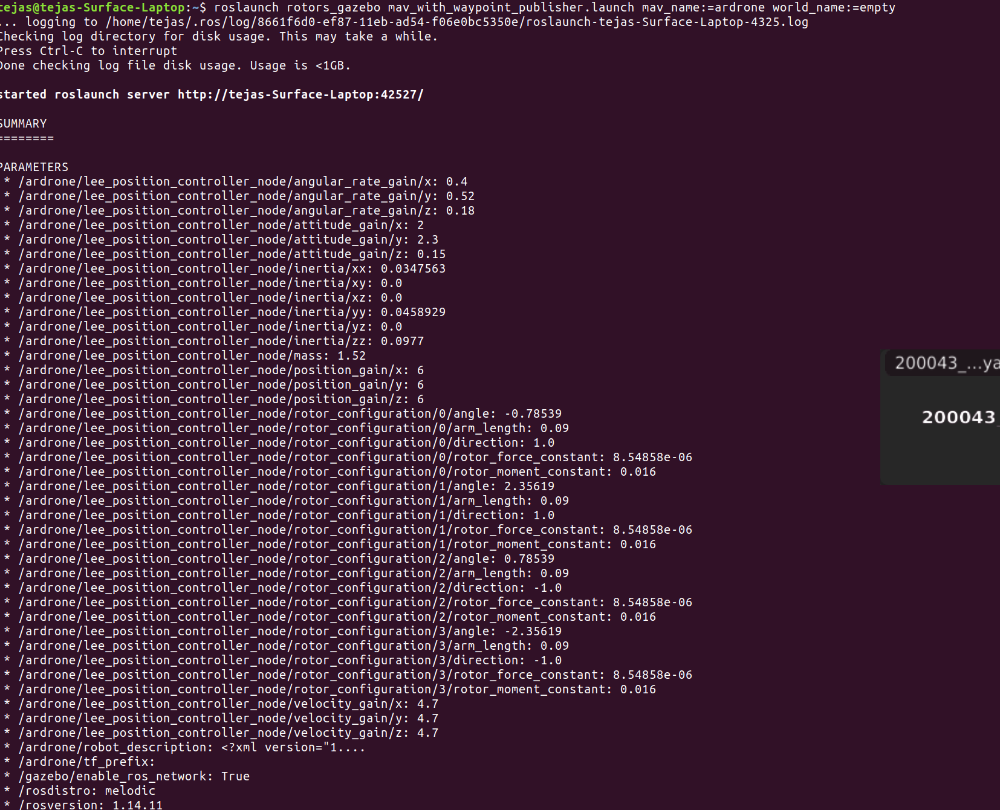 tejas@tejas-Surface-Laptop:~$ roslaunch rotors_gazebo mav_with_waypoint_publisher.launch mav_name:=ardrone world_name:=empty
... logging to /home/tejas/.ros/log/8661f6d0-ef87-11eb-ad54-f06e0bc5350e/roslaunch-tejas-Surface-Laptop-4325.log
Checking log directory for disk usage. This may take a while.
Press Ctrl-C to interrupt
Done checking log file disk usage. Usage is <1GB.
started roslaunch server http://tejas-Surface-Laptop:42527/
SUMMARY
========
PARAMETERS
* /ardrone/lee_position_controller_node/angular_rate_gain/x: 0.4
* /ardrone/lee_position_controller_node/angular_rate_gain/y: 0.52
* /ardrone/lee_position_controller_node/angular_rate_gain/z: 0.18
* /ardrone/lee_position_controller_node/attitude_gain/x: 2
* /ardrone/lee_position_controller_node/attitude_gain/y: 2.3
* /ardrone/lee_position_controller_node/attitude_gain/z: 0.15
* /ardrone/lee_position_controller_node/inertia/xx: 0.0347563
* /ardrone/lee_position_controller_node/inertia/xy: 0.0
* /ardrone/lee_position_controller_node/inertia/xz: 0.0
* /ardrone/lee_position_controller_node/inertia/yy: 0.0458929
* /ardrone/lee_position_controller_node/inertia/yz: 0.0
* /ardrone/lee_position_controller_node/inertia/zz: 0.0977
* /ardrone/lee_position_controller_node/mass: 1.52
* /ardrone/lee_position_controller_node/position_gain/x: 6
* /ardrone/lee_position_controller_node/position_gain/y: 6
* /ardrone/lee_position_controller_node/position_gain/z: 6
* /ardrone/lee_position_controller_node/rotor_configuration/0/angle: -0.78539
* /ardrone/lee_position_controller_node/rotor_configuration/0/arm_length: 0.09
* /ardrone/lee_position_controller_node/rotor_configuration/0/direction: 1.0
* /ardrone/lee_position_controller_node/rotor_configuration/0/rotor_force_constant: 8.54858e-06
* /ardrone/lee_position_controller_node/rotor_configuration/0/rotor_moment_constant: 0.016
* /ardrone/lee_position_controller_node/rotor_configuration/1/angle: 2.35619
* /ardrone/lee_position_controller_node/rotor_configuration/1/arm_length: 0.09
* /ardrone/lee_position_controller_node/rotor_configuration/1/direction: 1.0
* /ardrone/lee_position_controller_node/rotor_configuration/1/rotor_force_constant: 8.54858e-06
* /ardrone/lee_position_controller_node/rotor_configuration/1/rotor_moment_constant: 0.016
* /ardrone/lee_position_controller_node/rotor_configuration/2/angle: 0.78539
* /ardrone/lee_position_controller_node/rotor_configuration/2/arm_length: 0.09
* /ardrone/lee_position_controller_node/rotor_configuration/2/direction: -1.0
* /ardrone/lee_position_controller_node/rotor_configuration/2/rotor_force_constant: 8.54858e-06
* /ardrone/lee_position_controller_node/rotor_configuration/2/rotor_moment_constant: 0.016
* /ardrone/lee_position_controller_node/rotor_configuration/3/angle: -2.35619
* /ardrone/lee_position_controller_node/rotor_configuration/3/arm_length: 0.09
* /ardrone/lee_position_controller_node/rotor_configuration/3/direction: -1.0
* /ardrone/lee_position_controller_node/rotor_configuration/3/rotor_force_constant: 8.54858e-06
* /ardrone/lee_position_controller_node/rotor_configuration/3/rotor_moment_constant: 0.016
* /ardrone/lee_position_controller_node/velocity_gain/x: 4.7
* /ardrone/lee_position_controller_node/velocity_gain/y: 4.7
* /ardrone/lee_position_controller_node/velocity_gain/z: 4.7
* /ardrone/robot_description: <?xml version="1....
* /ardrone/tf_prefix:
* /gazebo/enable_ros_network: True
* /rosdistro: melodic
* /rosversion: 1.14.11
200043_...ya
200043_